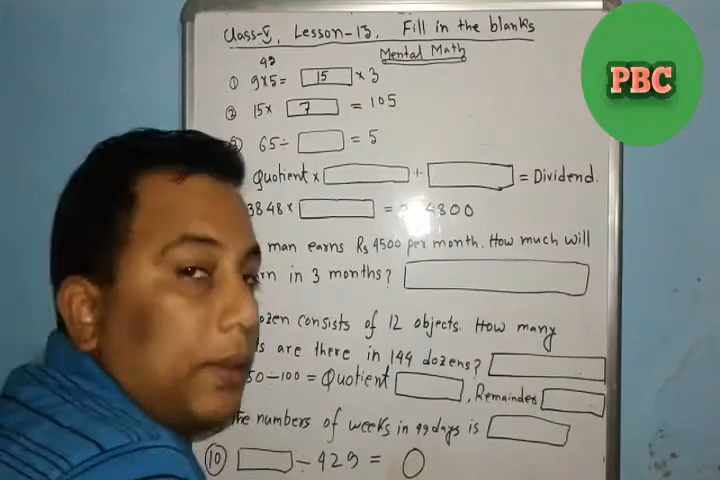 Class-V, Lesson-13, Fill in the blanks
Mental Math
45
① 9×5= 15 ×3
② 15× 7 = 105
65÷ = 5
Quotient × + = Dividend.
3848× = 4800
man earns Rs 4500 per month. How much will
in 3 months?
ozen consists of 12 objects. How many
are there in 144 dozens?
50÷100 = Quotient , Remainder
The numbers of weeks in 99 days is
⑩ ÷ 429 = 0
PBC